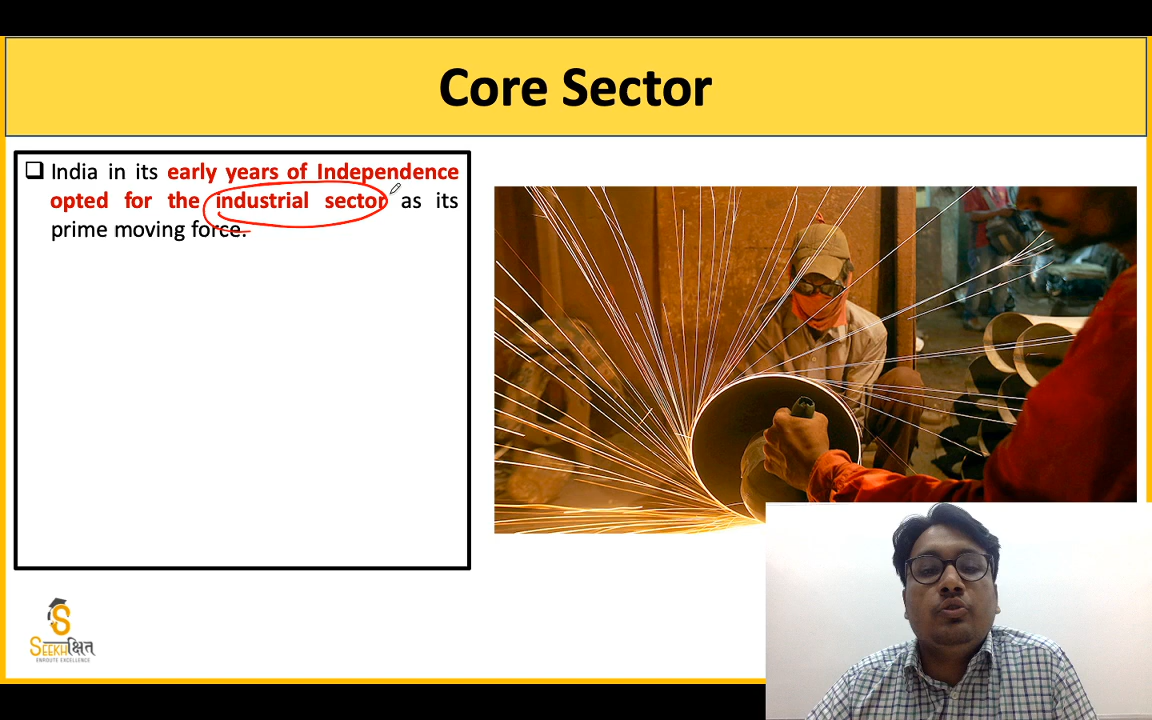 Core Sector
❑ India in its early years of Independence
opted for the industrial sector as its
prime moving force.
S
SEEKHक्षित
ENROUTE EXCELLENCE